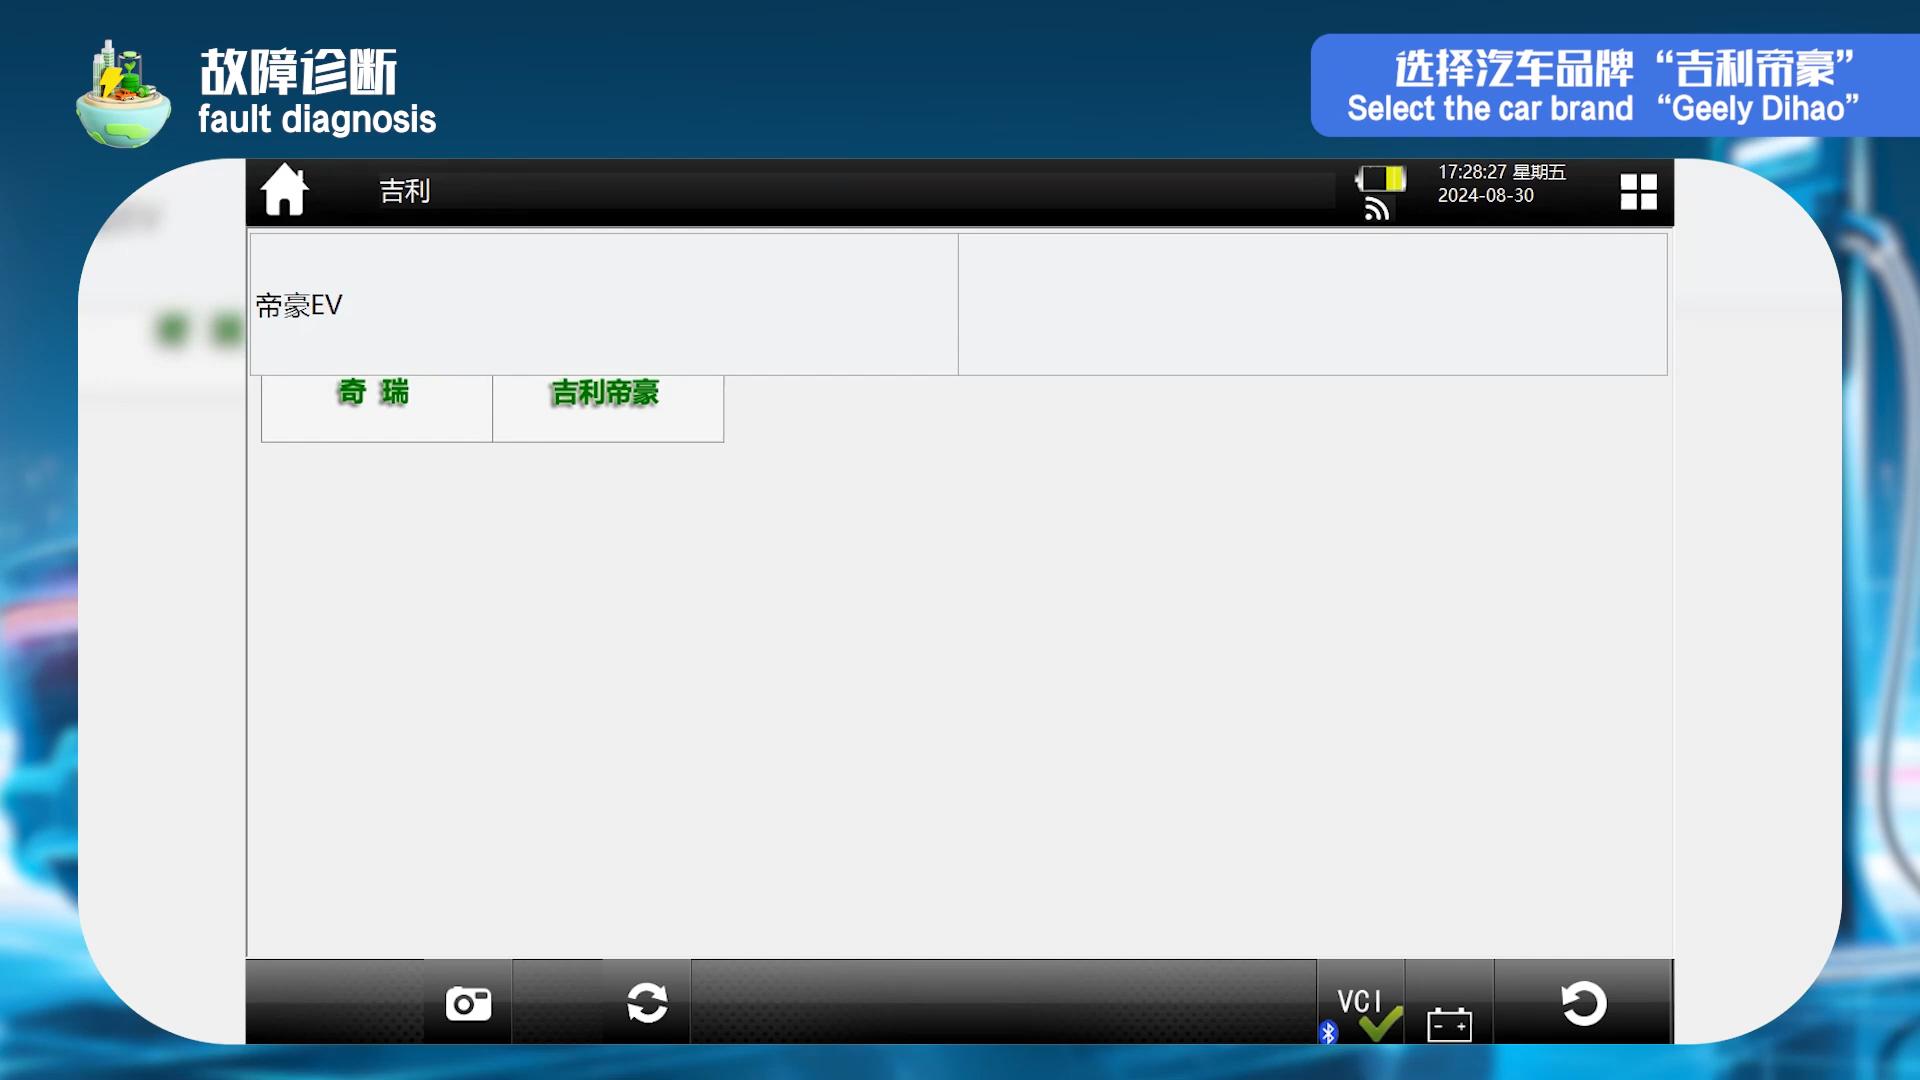 故障诊断
fault diagnosis
选择汽车品牌 “吉利帝豪”
Select the car brand “Geely Dihao”
吉利
17:28:27 星期五
2024-08-30
帝豪EV
奇 瑞
吉利帝豪
VCI